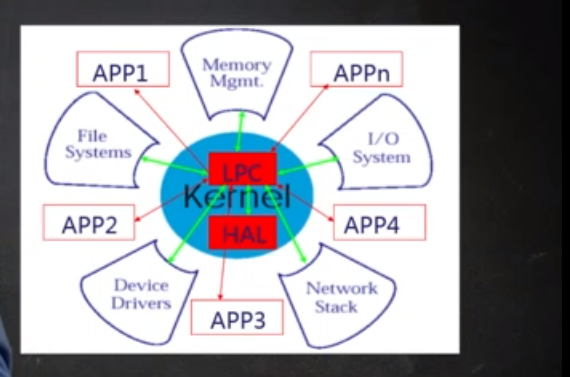 Memory
Mgmt.
APP1
APPn
File
Systems
I/O
System
LPC
Kernel
HAL
APP2
APP4
Device
Drivers
Network
Stack
APP3